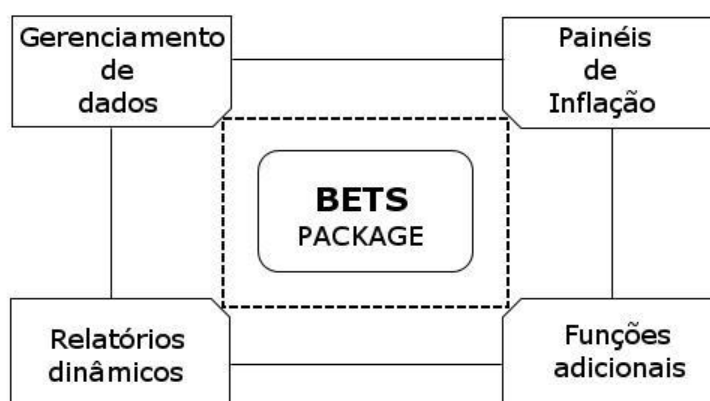 Gerenciamento
de
dados
Painéis
de
Inflação
BETS
PACKAGE
Relatórios
dinâmicos
Funções
adicionais